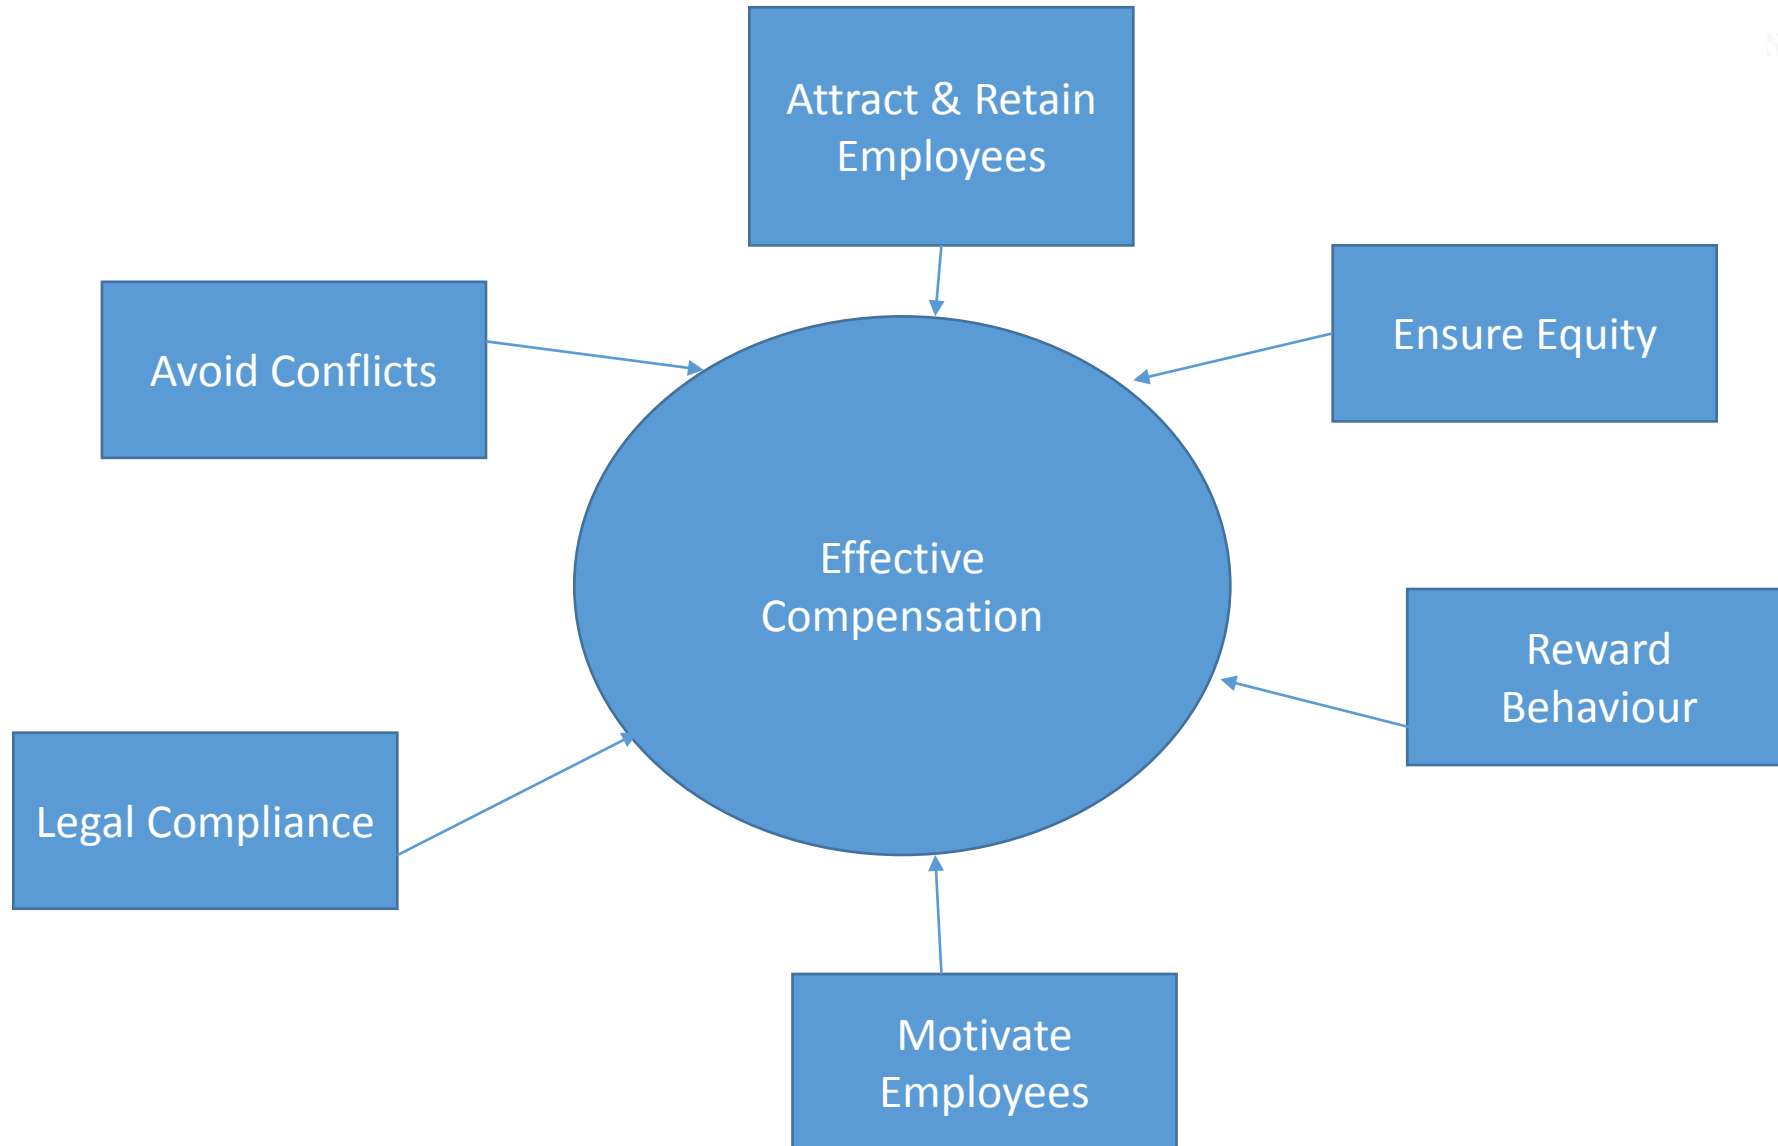 Attract & Retain
Employees
Ensure Equity
Avoid Conflicts
Effective
Compensation
Reward
Behaviour
Legal Compliance
Motivate
Employees